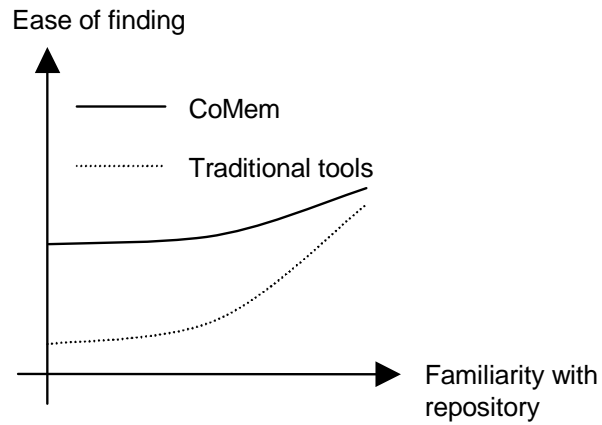 Ease of finding
CoMem
Traditional tools
Familiarity with
repository